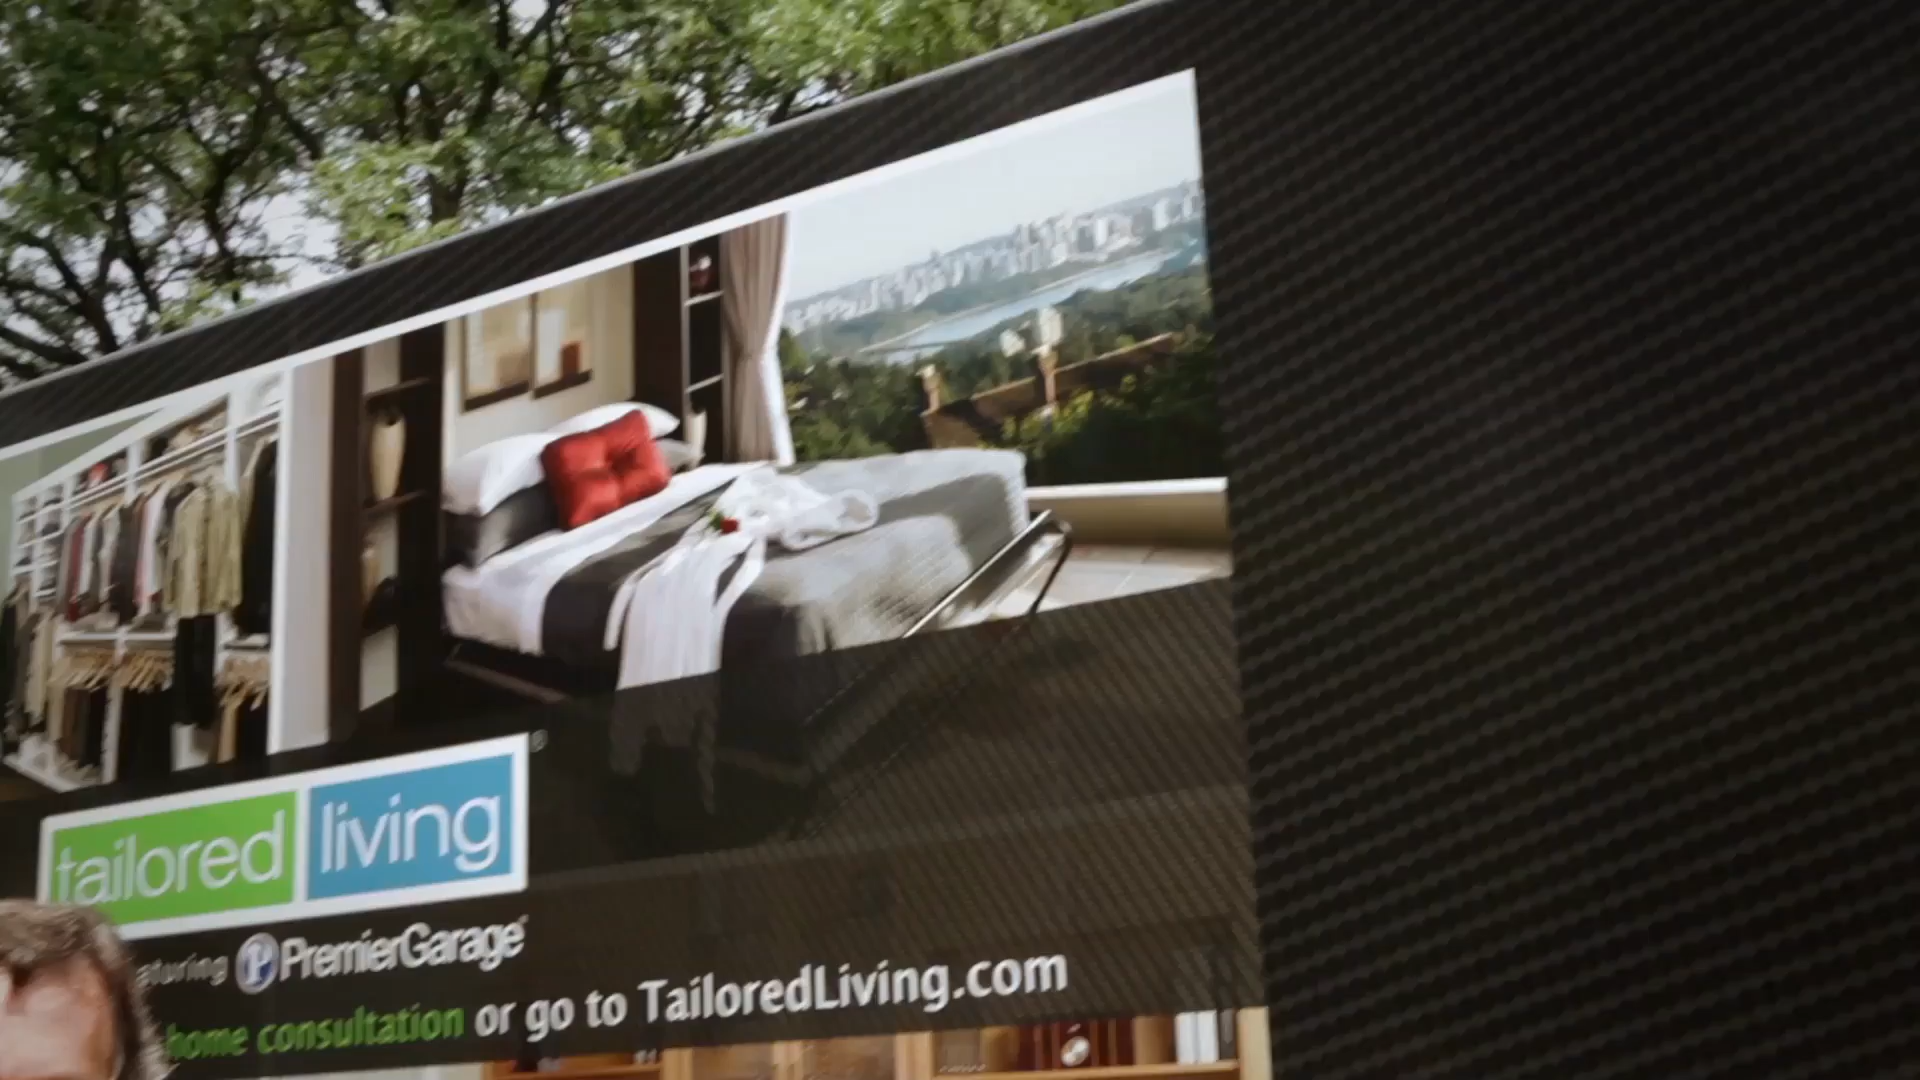 tailored living
PremierGarage
home consultation or go to TailoredLiving.com